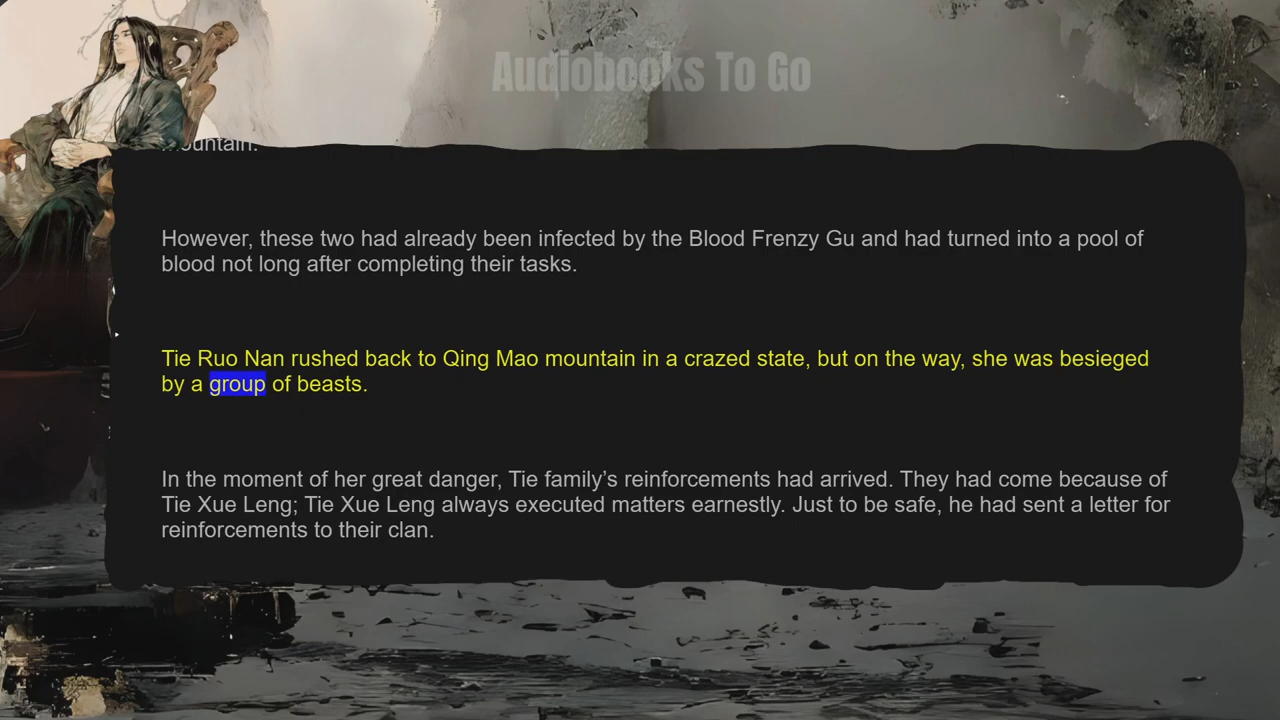 Audiobooks To Go
mountain.
However, these two had already been infected by the Blood Frenzy Gu and had turned into a pool of
blood not long after completing their tasks.
Tie Ruo Nan rushed back to Qing Mao mountain in a crazed state, but on the way, she was besieged
by a group of beasts.
In the moment of her great danger, Tie family’s reinforcements had arrived. They had come because of
Tie Xue Leng; Tie Xue Leng always executed matters earnestly. Just to be safe, he had sent a letter for
reinforcements to their clan.